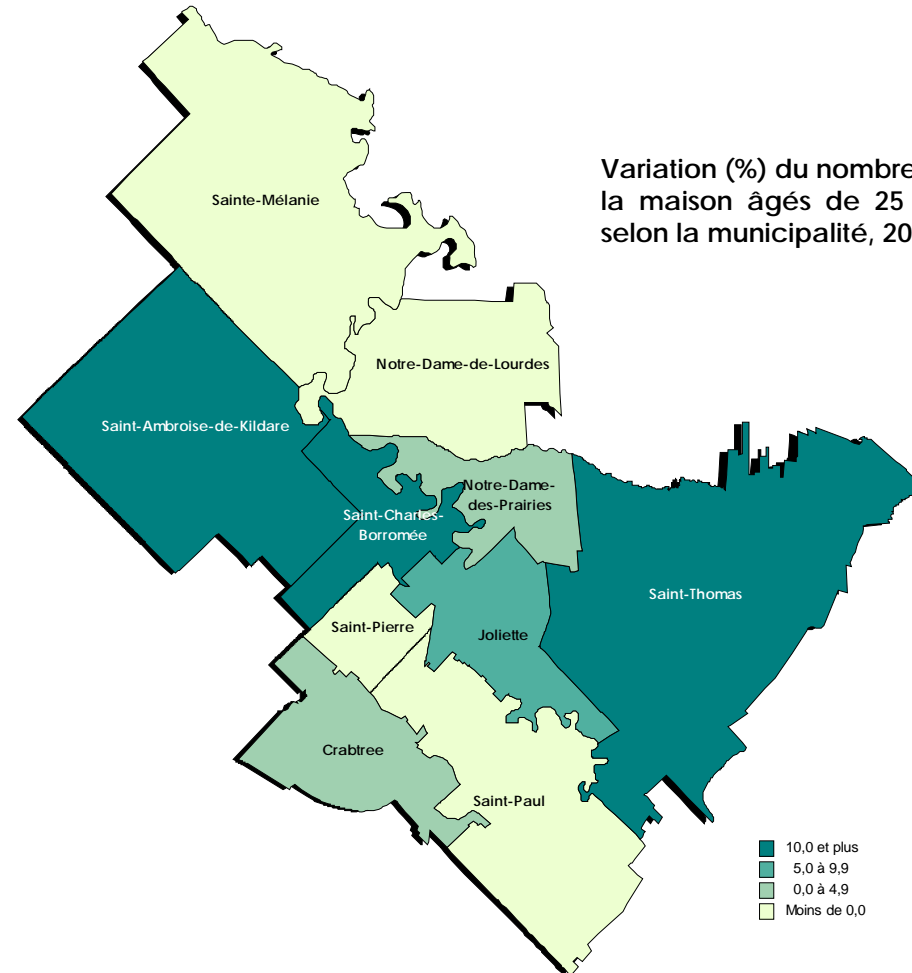 Variation (%) du nombre
la maison âgés de 25
selon la municipalité, 20
Sainte-Mélanie
Notre-Dame-de-Lourdes
Saint-Ambroise-de-Kildare
Notre-Dame-
des-Prairies
Saint-Charles-
Borromée
Saint-Thomas
Saint-Pierre
Joliette
Crabtree
Saint-Paul
10,0 et plus
5,0 à 9,9
0,0 à 4,9
Moins de 0,0